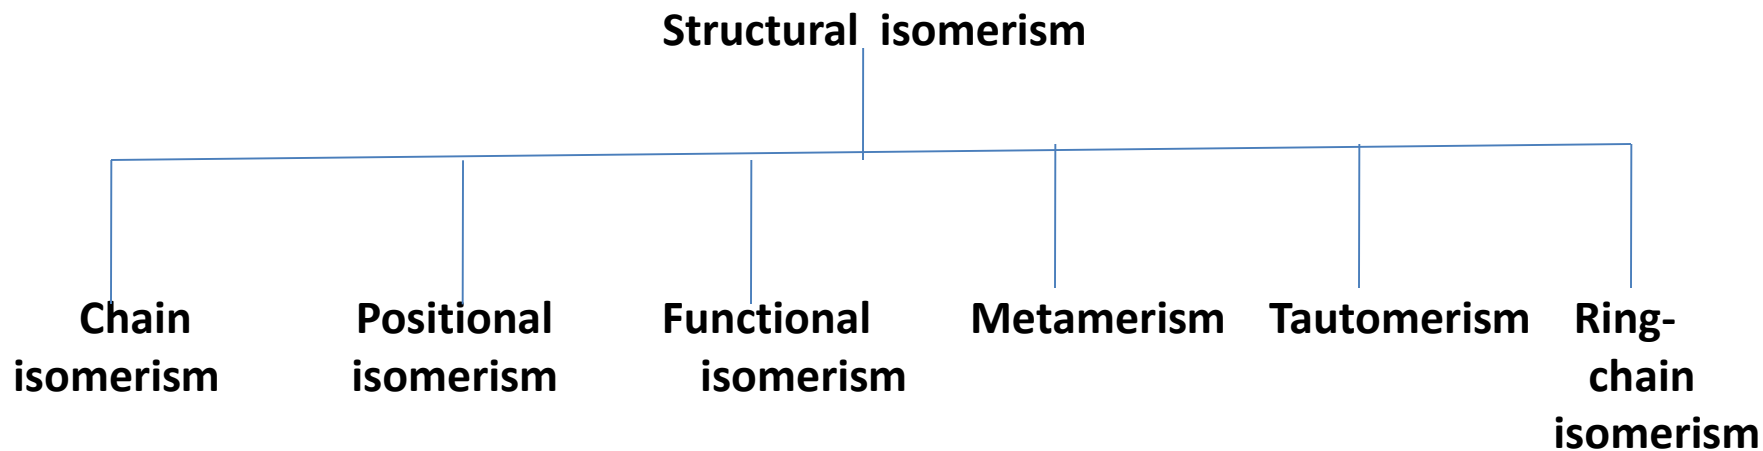 Structural isomerism
Chain
isomerism
Positional
isomerism
Functional
isomerism
Metamerism
Tautomerism
Ring-
chain
isomerism